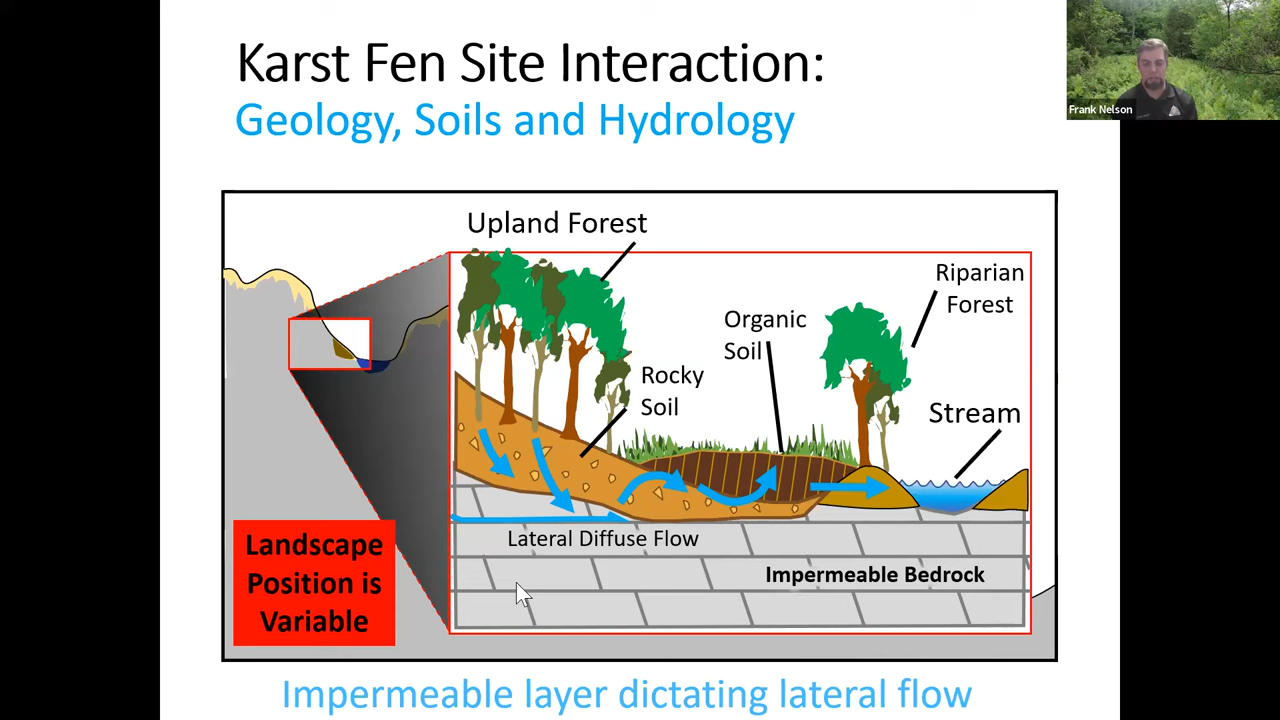 Karst Fen Site Interaction:
Geology, Soils and Hydrology
Frank Nelson
Upland Forest
Riparian
Forest
Organic
Soil
Rocky
Soil
Stream
Lateral Diffuse Flow
Impermeable Bedrock
Landscape
Position is
Variable
Impermeable layer dictating lateral flow